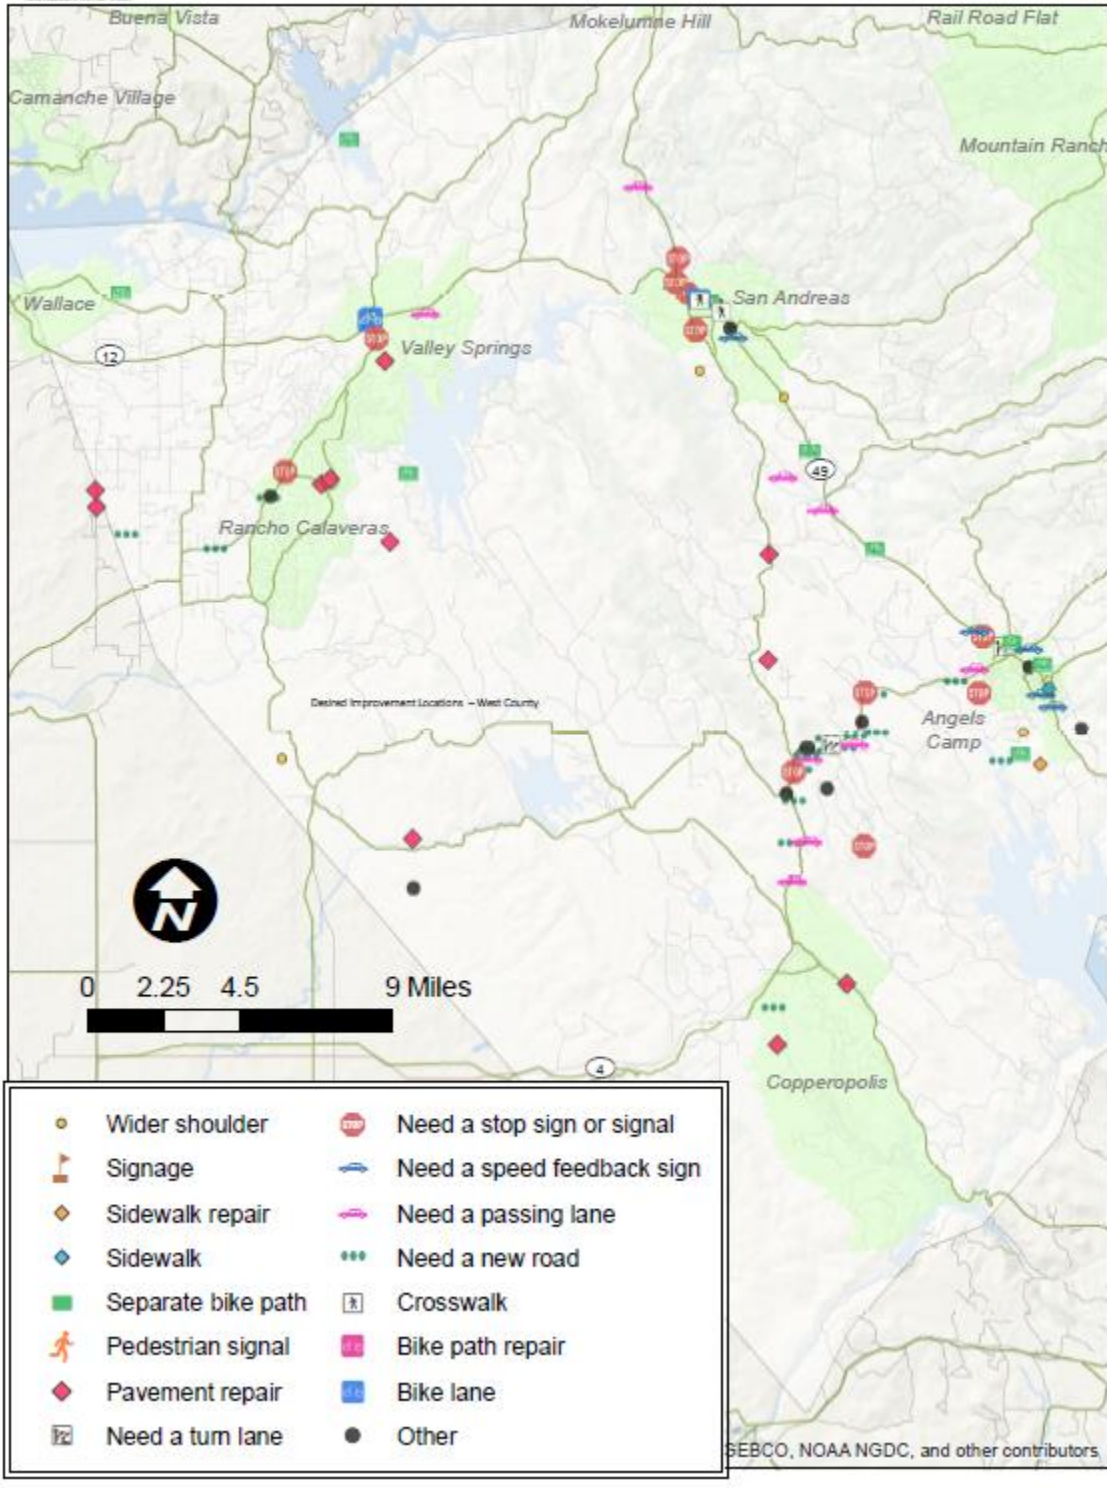 Buena Vista
Mokelumne Hill
Rail Road Flat
Camanche Village
Mountain Ranch
Wallace
San Andreas
12
Valley Springs
49
Rancho Calaveras
Desired Improvement Locations – West County
Angels
Camp
N
0 2.25 4.5 9 Miles
4
Copperopolis
Wider shoulder
Signage
Sidewalk repair
Sidewalk
Separate bike path
Pedestrian signal
Pavement repair
Need a turn lane
STOP Need a stop sign or signal
Need a speed feedback sign
Need a passing lane
Need a new road
Crosswalk
Bike path repair
Bike lane
Other
GEBCO, NOAA NGDC, and other contributors